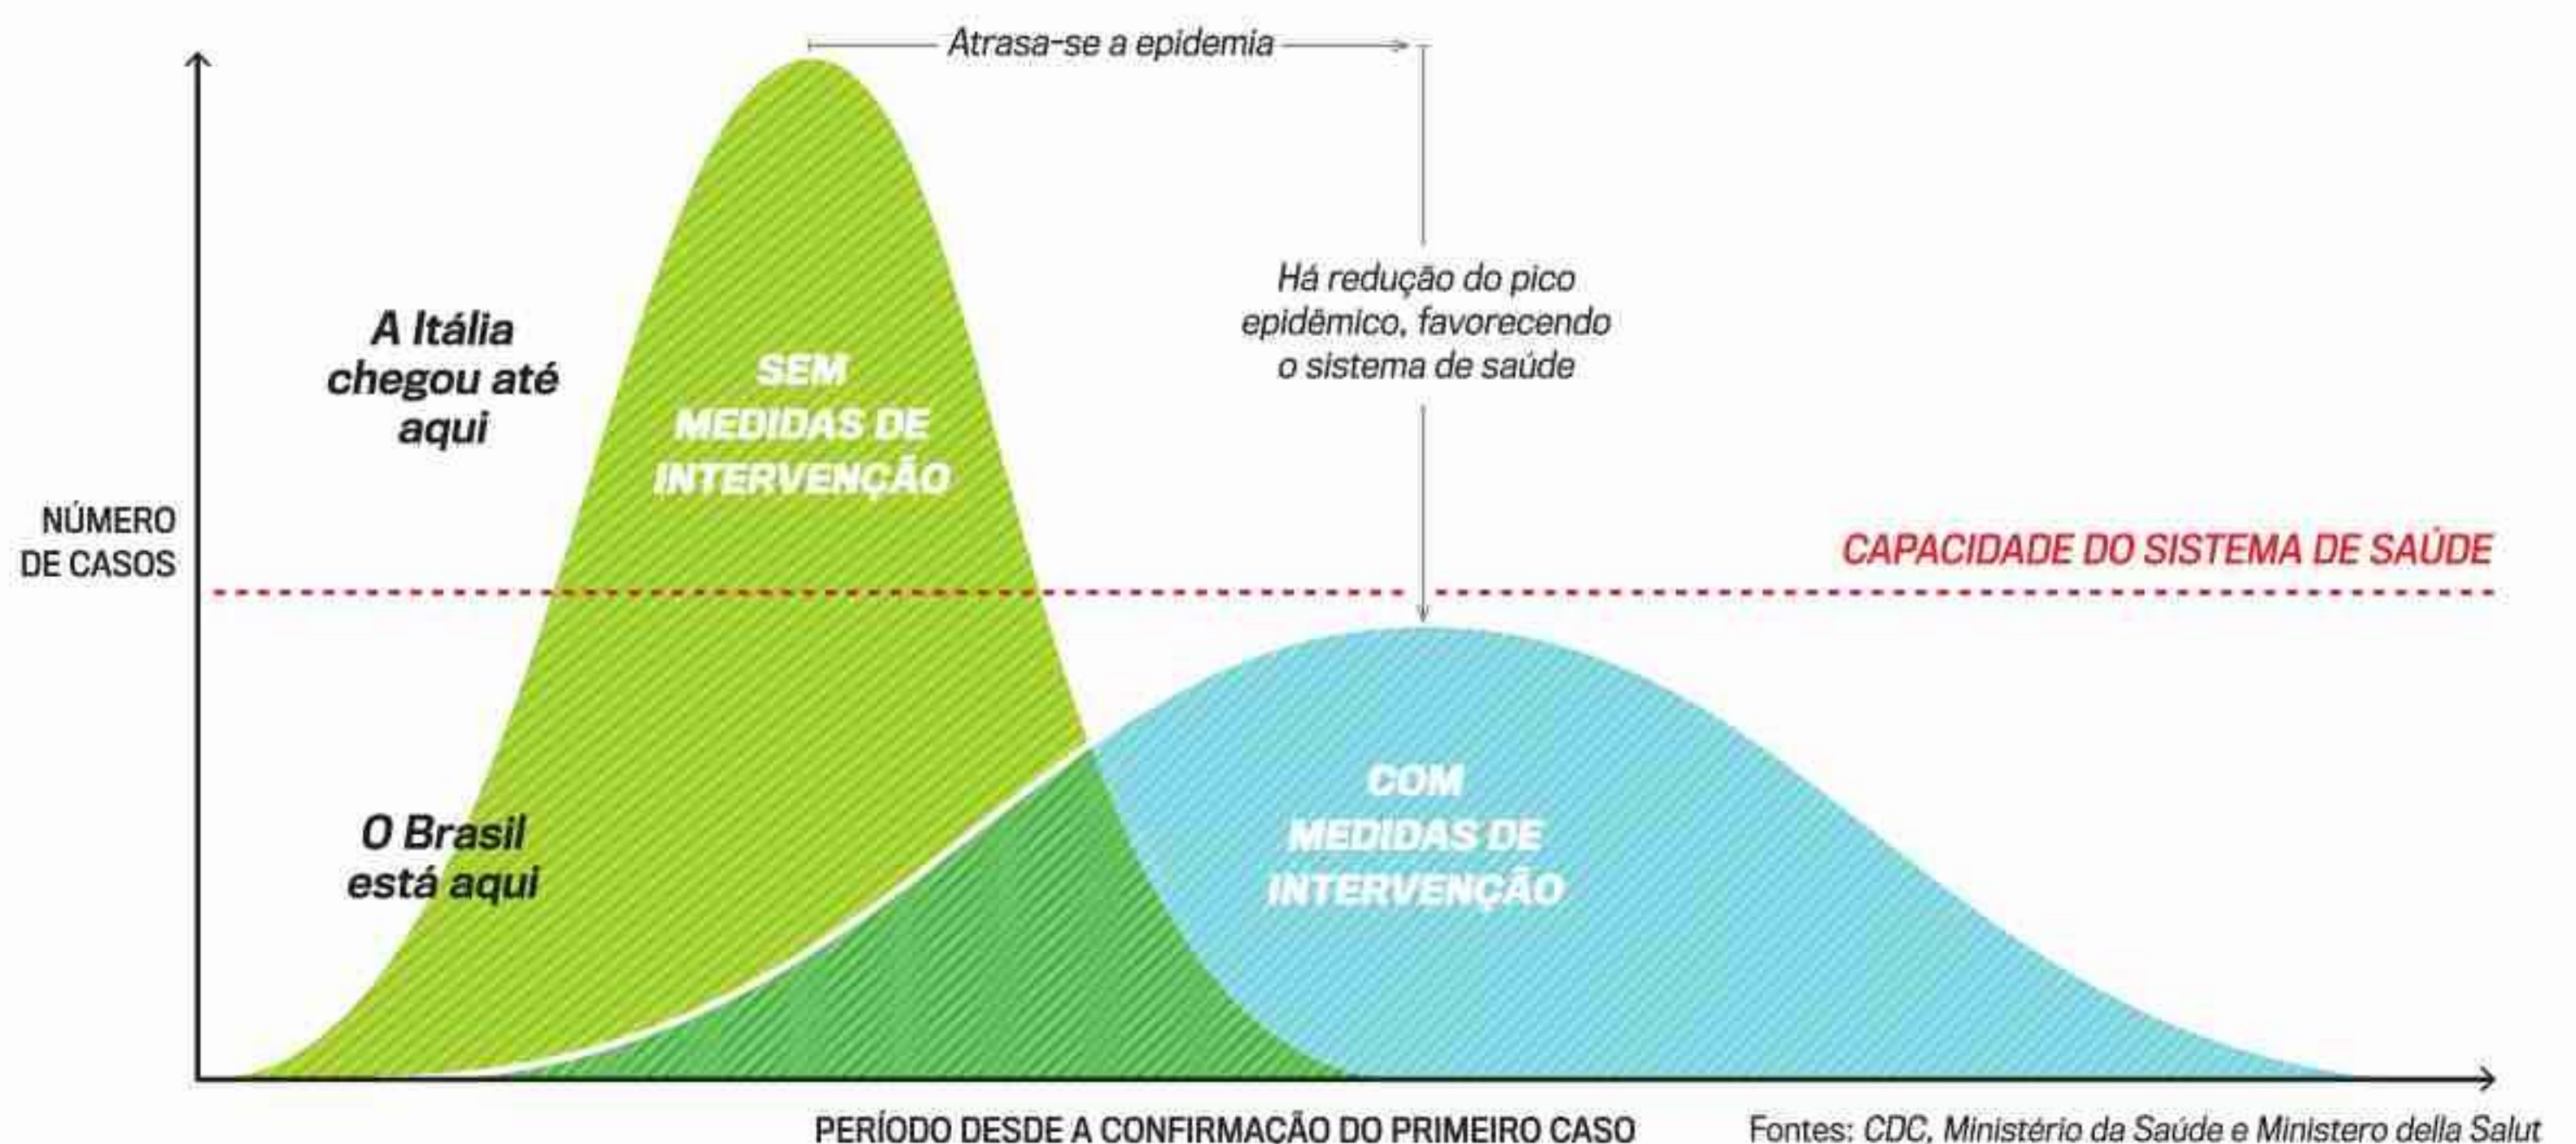 Atrasa-se a epidemia
Há redução do pico
epidêmico, favorecendo
o sistema de saúde
A Itália
chegou até
aqui
SEM
MEDIDAS DE
INTERVENÇÃO
NÚMERO
DE CASOS
CAPACIDADE DO SISTEMA DE SAÚDE
O Brasil
está aqui
COM
MEDIDAS DE
INTERVENÇÃO
PERÍODO DESDE A CONFIRMAÇÃO DO PRIMEIRO CASO
Fontes: CDC, Ministério da Saúde e Ministero della Salut